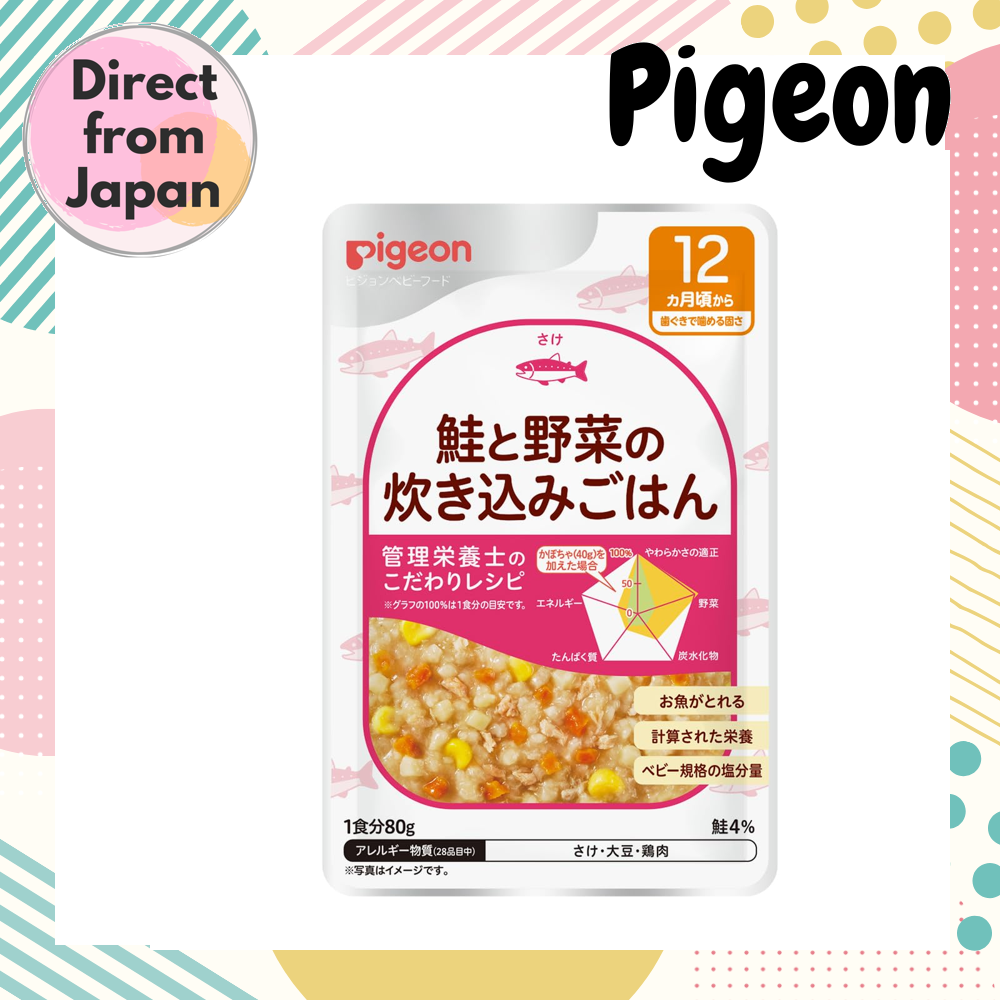 Direct
from
Japan
Pigeon
Pigeon
ピジョンベビーフード
12
カ月頃から
歯ぐきで噛める固さ
さけ
鮭と野菜の
炊き込みごはん
管理栄養士の
こだわりレシピ
※グラフの100%は1食分の目安です。
かぼちゃ(40g)を
加えた場合
100%
やわらかさの適正
50
0
エネルギー
野菜
たんぱく質
炭水化物
お魚がとれる
計算された栄養
ベビー規格の塩分量
1食分80g
鮭4%
アレルギー物質(28品目中)
さけ・大豆・鶏肉
※写真はイメージです。